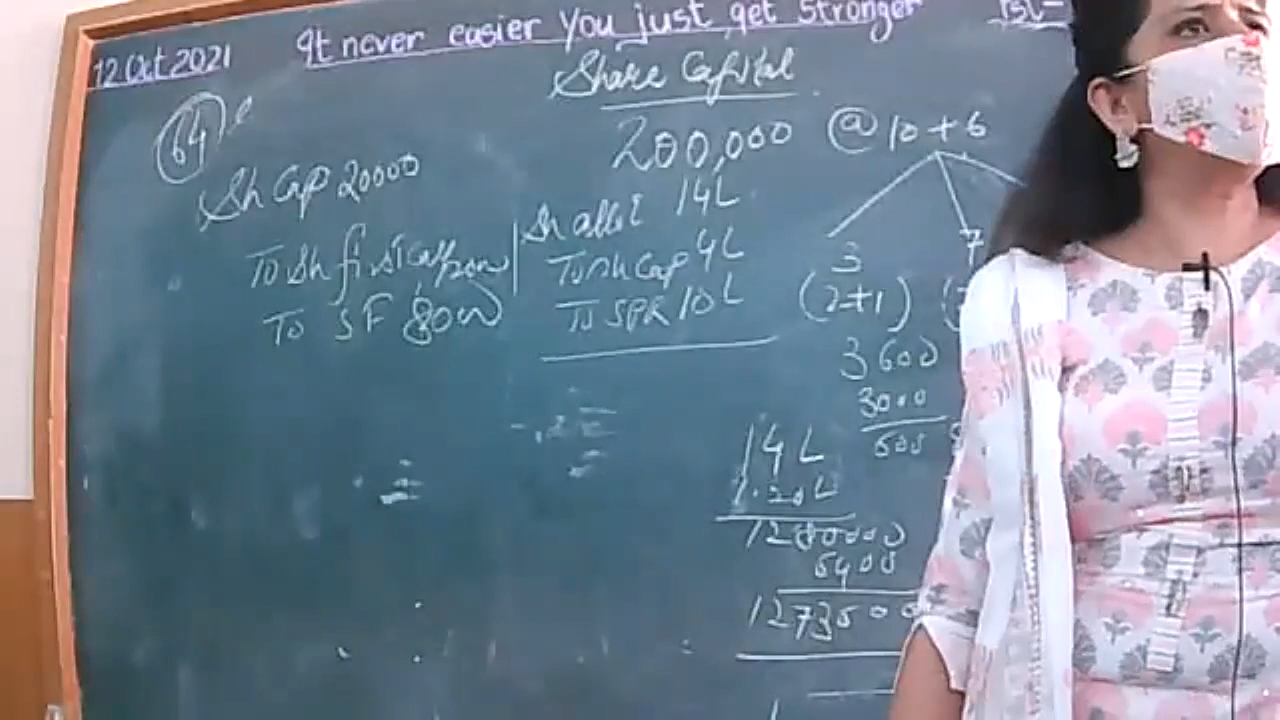 12 Oct 2021 It never easier You just get Stronger
Share Capital
64
200,000 @ 10 + 6
Sh Cap 20000
Sh allot 14L
To Sh Cap 4L
To SPR 10L
To Sh first Call
To SF
3 7
(2+1)
3600
3000
600
14L
1.20L
1280000
6400